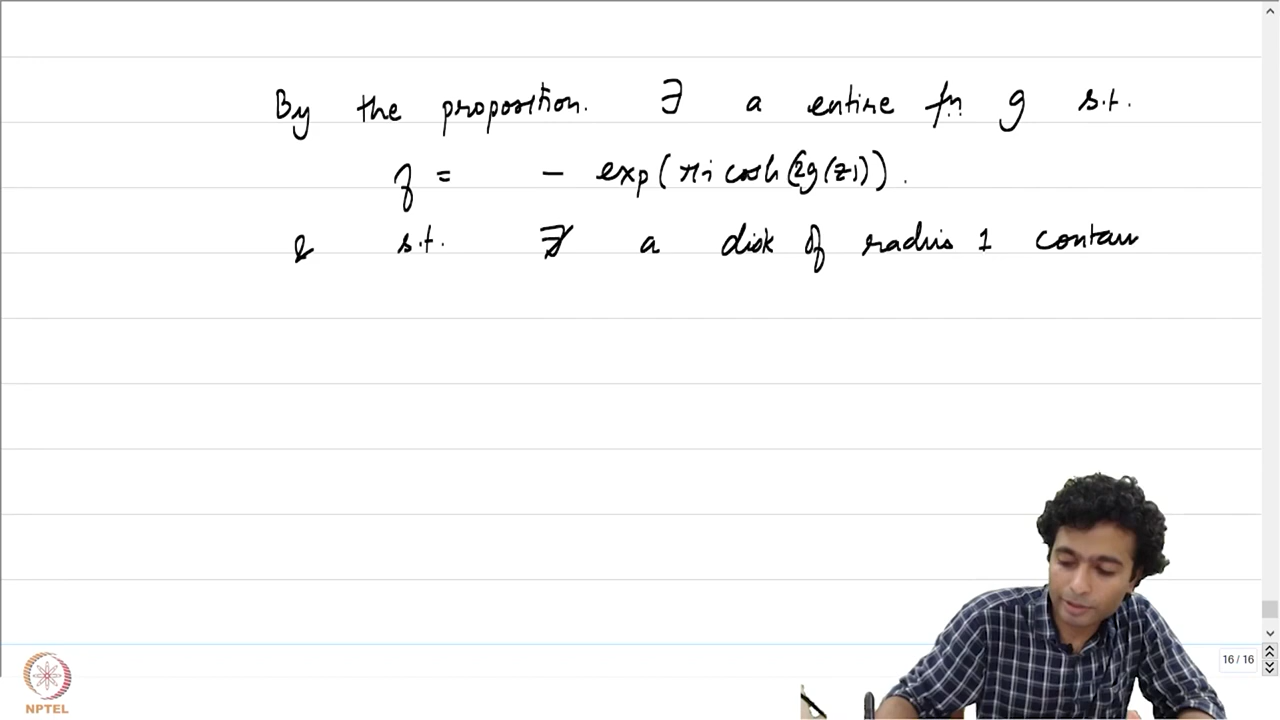 By the proposition. ∃ a entire fn. g s.t.
f = - exp(πi cosh(2g(z))).
& s.t. ∄ a disk of radius 1 contain
16 / 16
NPTEL